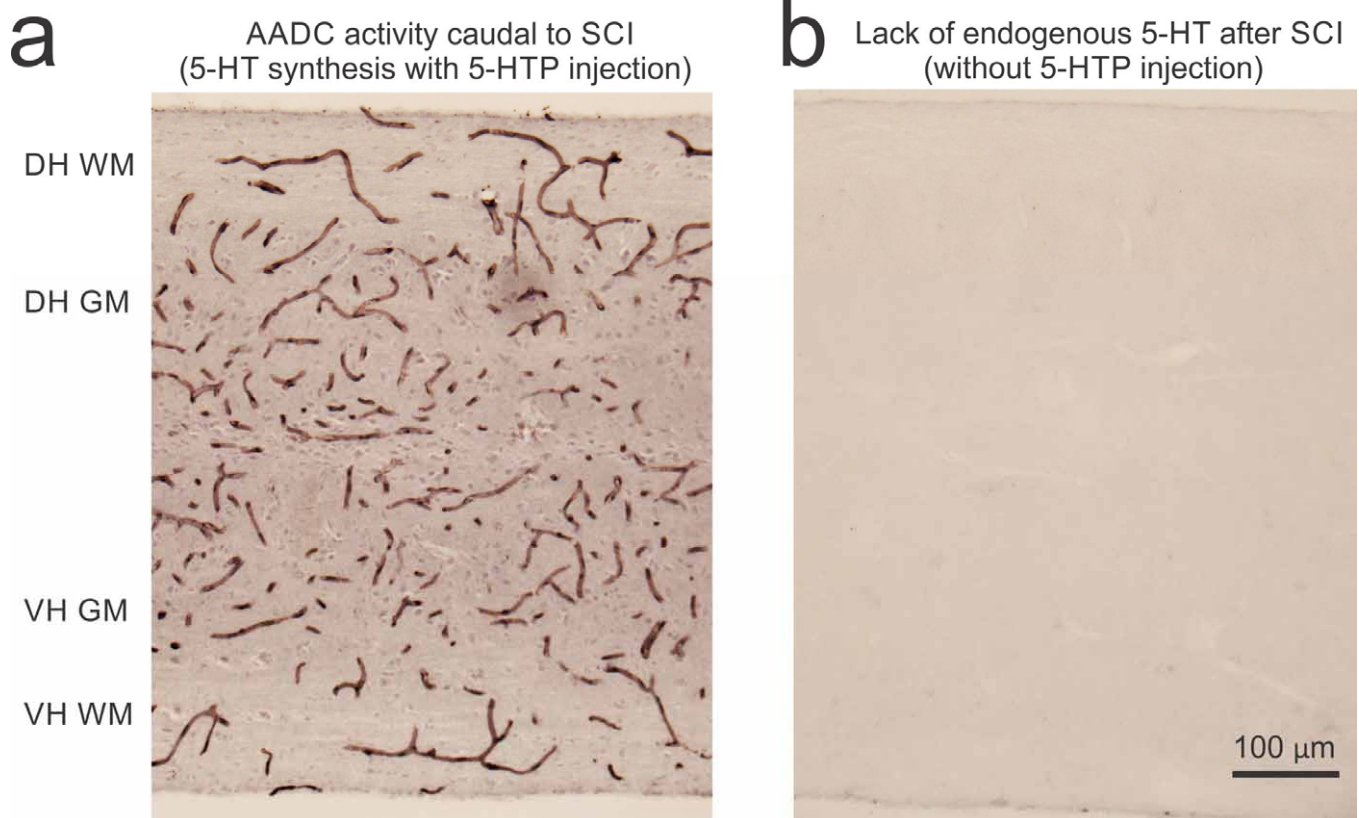 a
AADC activity caudal to SCI
(5-HT synthesis with 5-HTP injection)
b
Lack of endogenous 5-HT after SCI
(without 5-HTP injection)
DH WM
DH GM
VH GM
VH WM
100 µm